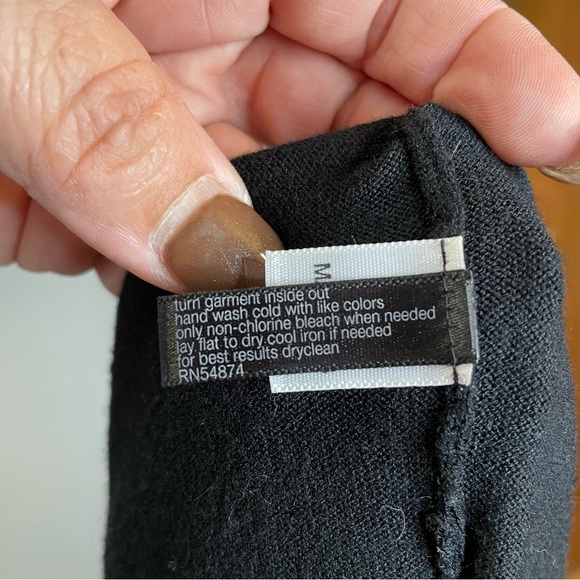 turn garment inside out
hand wash cold with like colors
only non-chlorine bleach when needed
lay flat to dry.cool iron if needed
for best results dryclean
RN54874
M